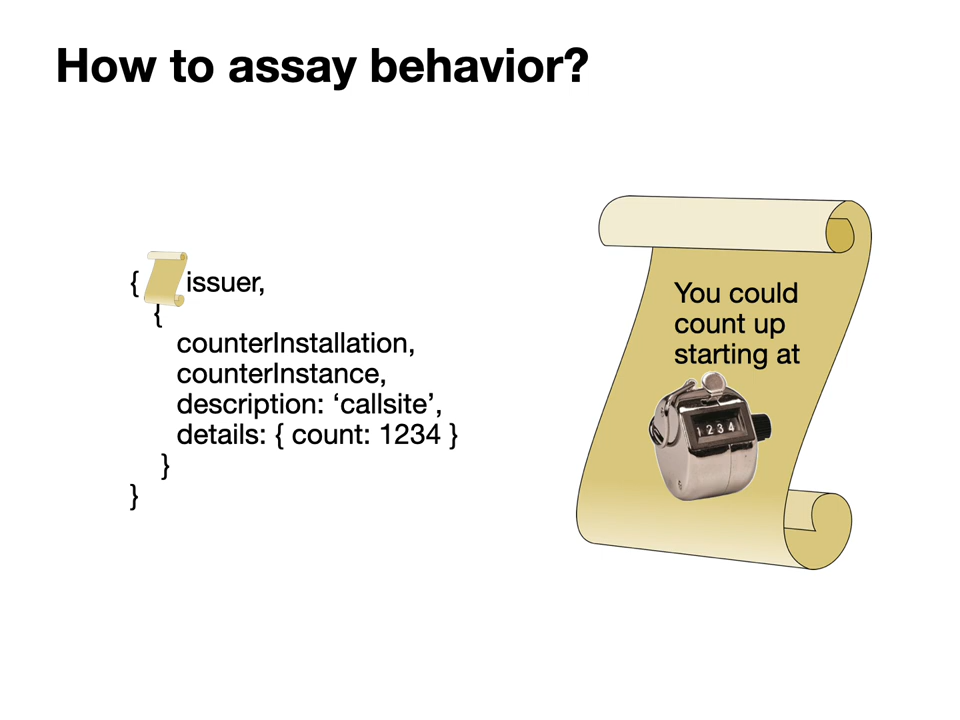 How to assay behavior?
{ issuer,
{
counterInstallation,
counterInstance,
description: ‘callsite’,
details: { count: 1234 }
}
}
You could
count up
starting at
1234